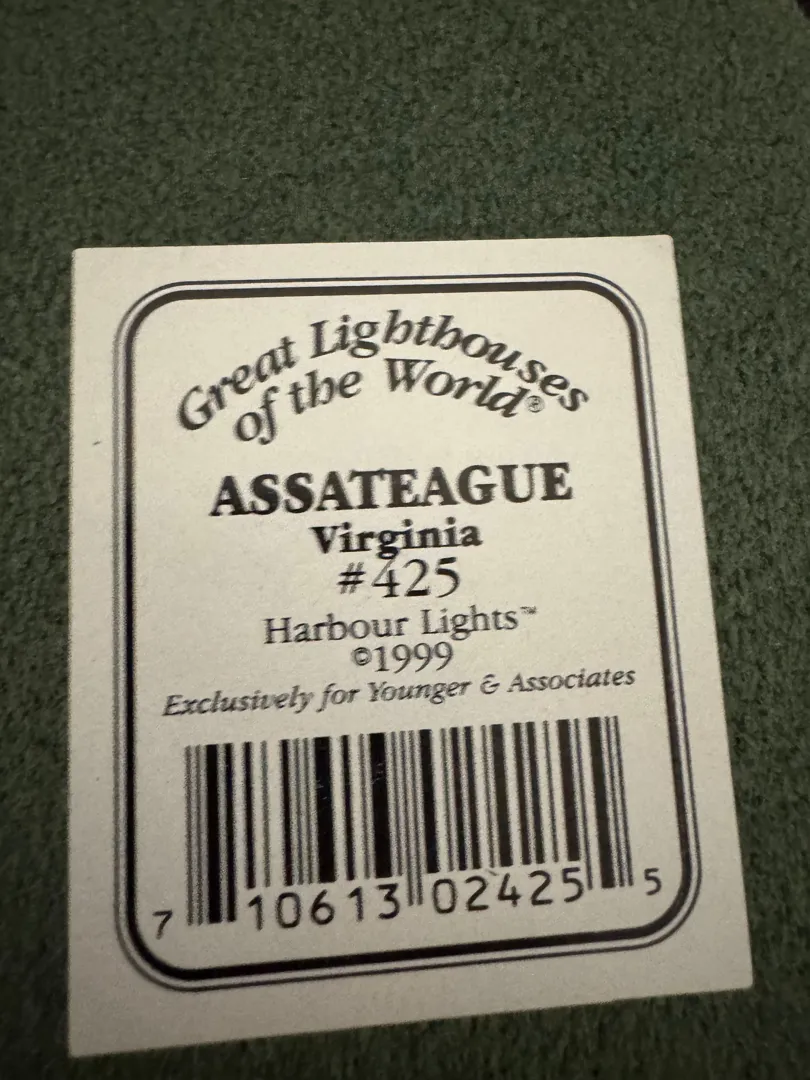 Great Lighthouses
of the World®
ASSATEAGUE
Virginia
#425
Harbour Lights™
©1999
Exclusively for Younger & Associates
7 10613 02425 5